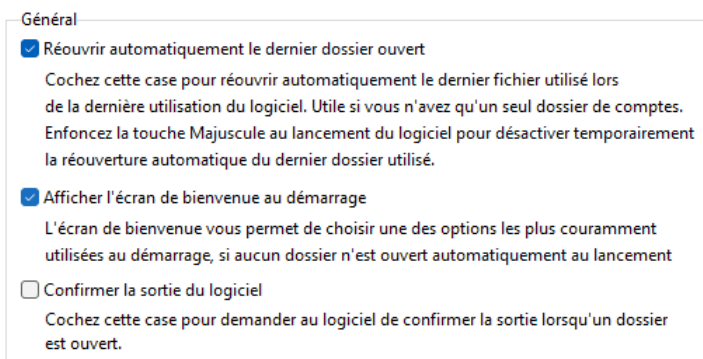 Général
Réouvrir automatiquement le dernier dossier ouvert
Cochez cette case pour réouvrir automatiquement le dernier fichier utilisé lors
de la dernière utilisation du logiciel. Utile si vous n'avez qu'un seul dossier de comptes.
Enfoncez la touche Majuscule au lancement du logiciel pour désactiver temporairement
la réouverture automatique du dernier dossier utilisé.
Afficher l'écran de bienvenue au démarrage
L'écran de bienvenue vous permet de choisir une des options les plus couramment
utilisées au démarrage, si aucun dossier n'est ouvert automatiquement au lancement
Confirmer la sortie du logiciel
Cochez cette case pour demander au logiciel de confirmer la sortie lorsqu'un dossier
est ouvert.